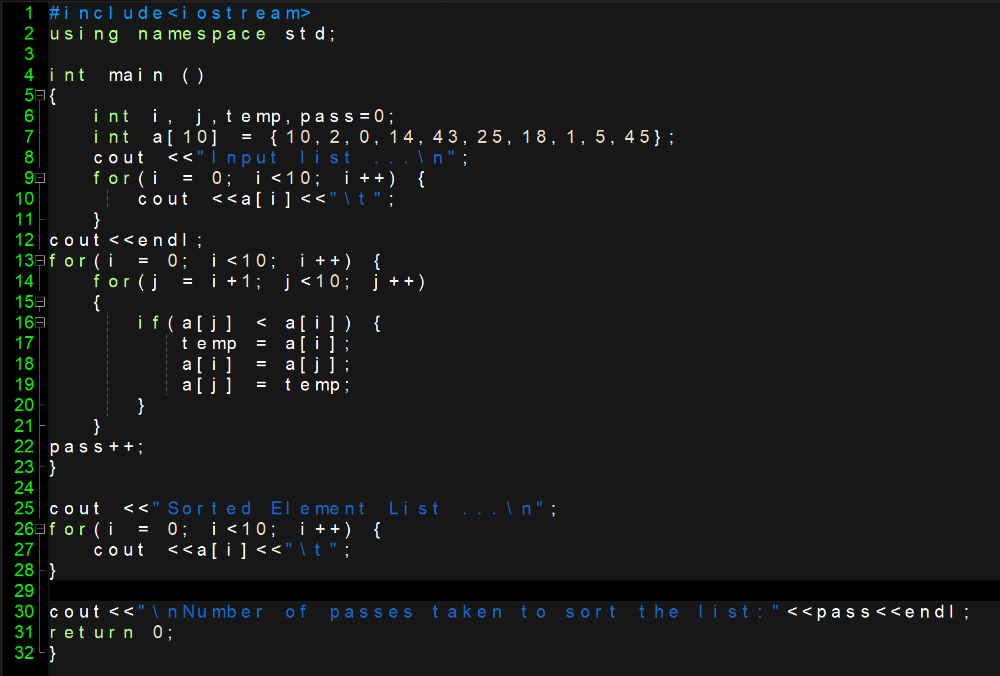 1 #include<iostream>
2 using namespace std;
3
4 int main ()
5 {
6 int i, j,temp,pass=0;
7 int a[10] = {10,2,0,14,43,25,18,1,5,45};
8 cout <<"Input list ...\n";
9 for(i = 0; i<10; i++) {
10 cout <<a[i]<<"\t";
11 }
12 cout<<endl;
13 for(i = 0; i<10; i++) {
14 for(j = i+1; j<10; j++)
15 {
16 if(a[j] < a[i]) {
17 temp = a[i];
18 a[i] = a[j];
19 a[j] = temp;
20 }
21 }
22 pass++;
23 }
24
25 cout <<"Sorted Element List ...\n";
26 for(i = 0; i<10; i++) {
27 cout <<a[i]<<"\t";
28 }
29
30 cout<<"\nNumber of passes taken to sort the list:"<<pass<<endl;
31 return 0;
32 }